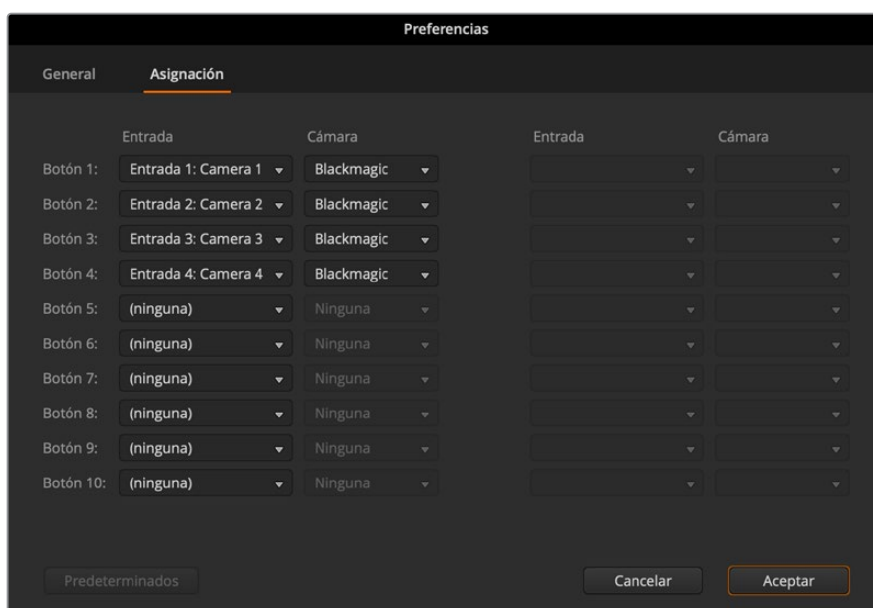 Preferencias
General Asignación
Entrada Cámara Entrada Cámara
Botón 1: Entrada 1: Camera 1 Blackmagic
Botón 2: Entrada 2: Camera 2 Blackmagic
Botón 3: Entrada 3: Camera 3 Blackmagic
Botón 4: Entrada 4: Camera 4 Blackmagic
Botón 5: (ninguna) Ninguna
Botón 6: (ninguna) Ninguna
Botón 7: (ninguna) Ninguna
Botón 8: (ninguna) Ninguna
Botón 9: (ninguna) Ninguna
Botón 10: (ninguna) Ninguna
Predeterminados Cancelar Aceptar